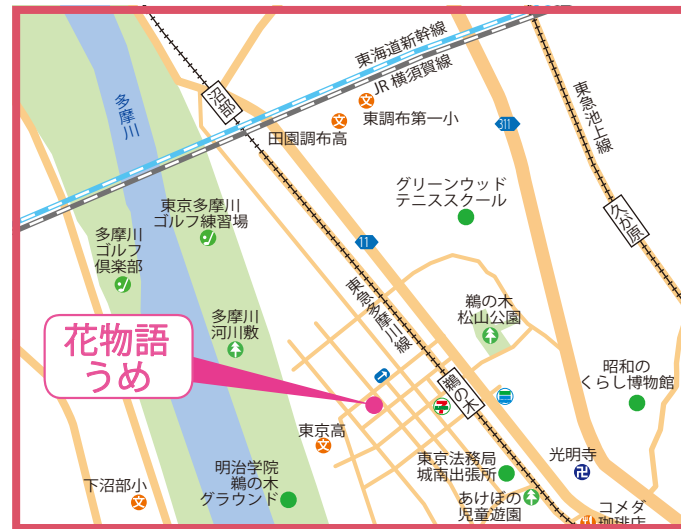 東海道新幹線
JR 横須賀線
沼部
多摩川
東調布第一小
田園調布高
311
東急池上線
グリーンウッド
テニススクール
久が原
東京多摩川
ゴルフ練習場
多摩川
ゴルフ
倶楽部
11
東急多摩川線
鵜の木
松山公園
多摩川
河川敷
花物語
うめ
昭和の
くらし博物館
鵜の木
7
東京高
東京法務局
城南出張所
光明寺
明治学院
鵜の木
グラウンド
下沼部小
あけぼの
児童遊園
コメダ
珈琲店
文
文
文
文